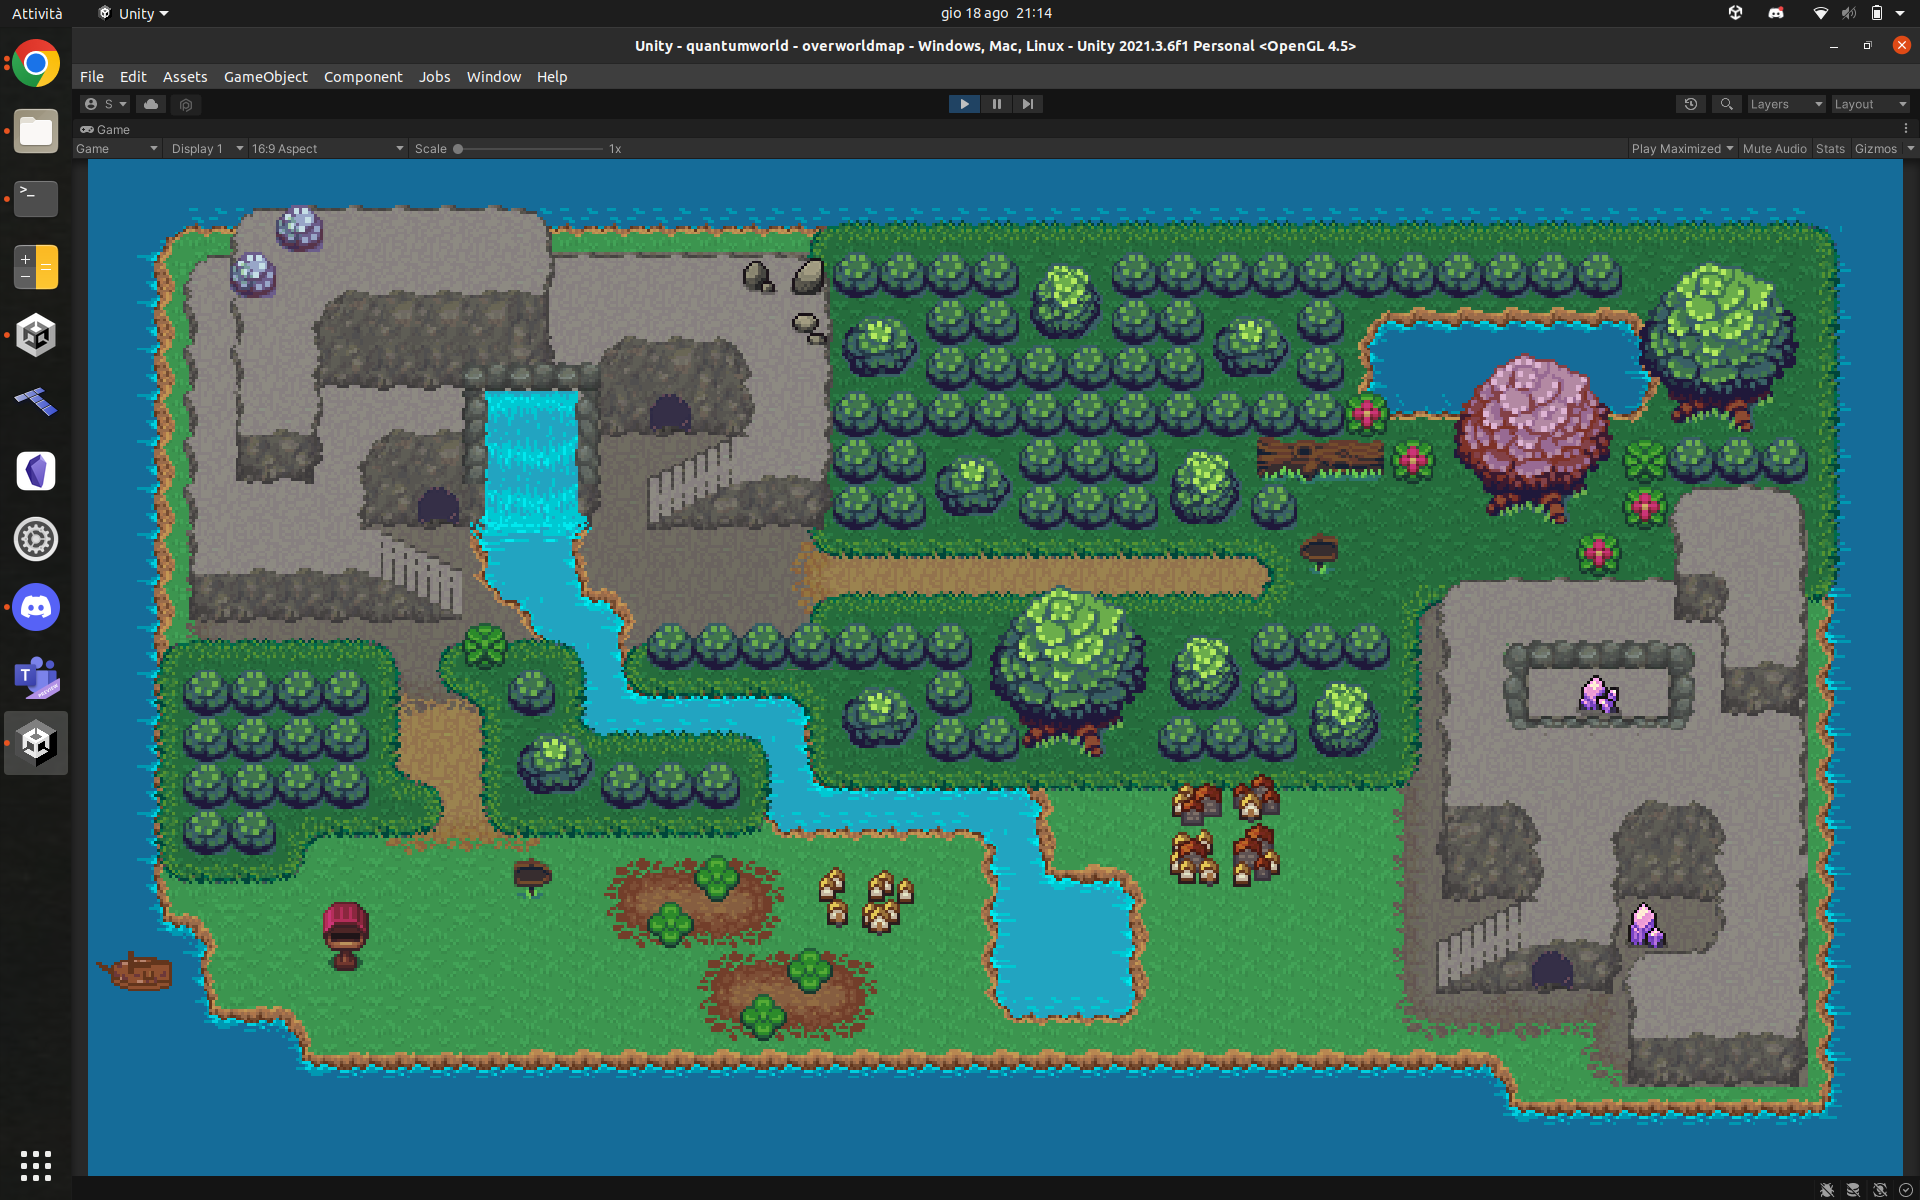 Attività Unity gio 18 ago 21:14
Unity - quantumworld - overworldmap - Windows, Mac, Linux - Unity 2021.3.6f1 Personal <OpenGL 4.5>
File Edit Assets GameObject Component Jobs Window Help
S Layers Layout
Game
Game Display 1 16:9 Aspect Scale 1x Play Maximized Mute Audio Stats Gizmos
T
PREVIEW